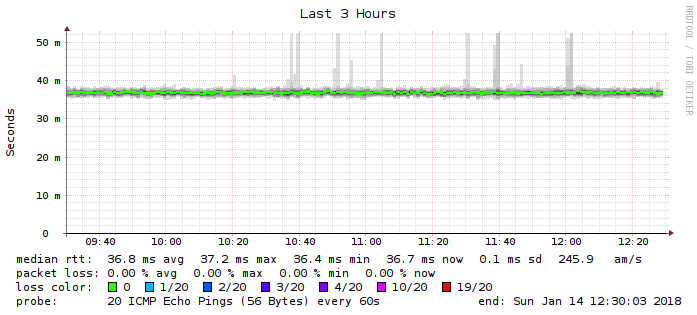 Last 3 Hours
RRDTOOL / TOBI OETIKER
Seconds
50 m
40 m
30 m
20 m
10 m
0
09:40 10:00 10:20 10:40 11:00 11:20 11:40 12:00 12:20
median rtt: 36.8 ms avg 37.2 ms max 36.4 ms min 36.7 ms now 0.1 ms sd 245.9 am/s
packet loss: 0.00 % avg 0.00 % max 0.00 % min 0.00 % now
loss color: 0 1/20 2/20 3/20 4/20 10/20 19/20
probe: 20 ICMP Echo Pings (56 Bytes) every 60s end: Sun Jan 14 12:30:03 2018